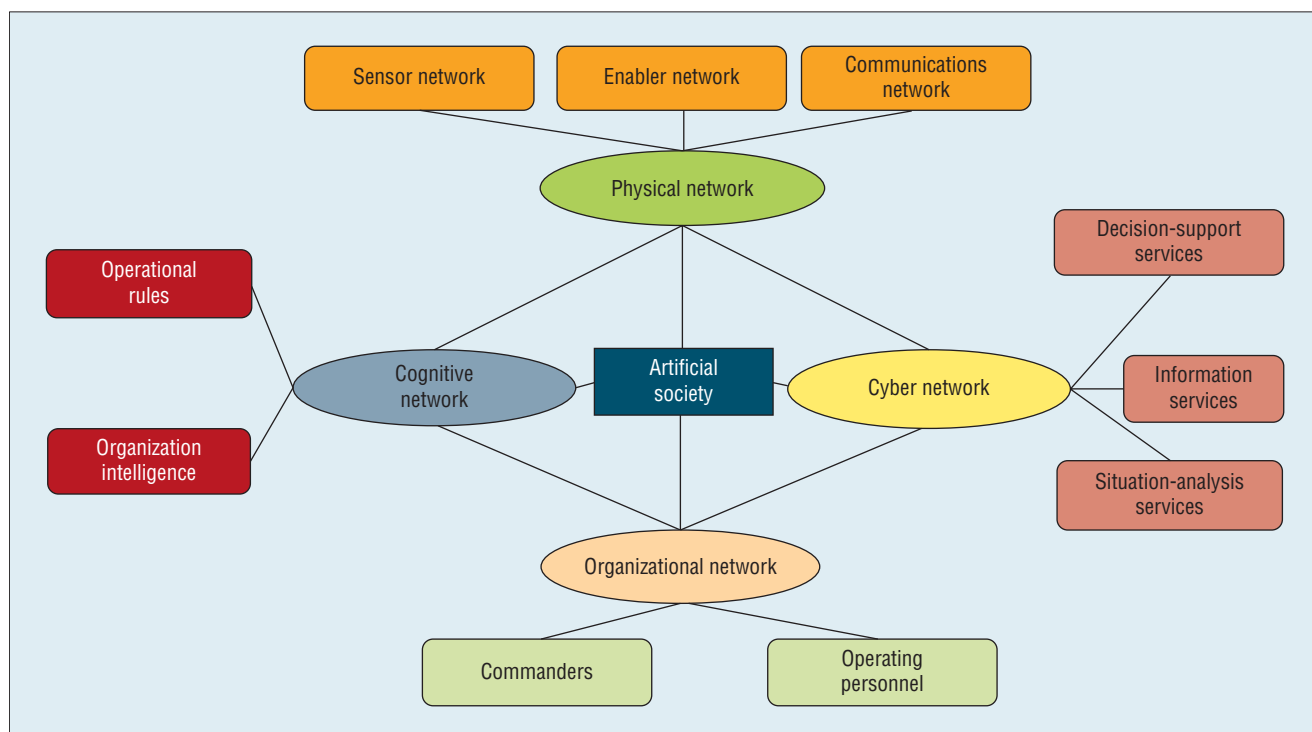 Sensor network
Enabler network
Communications
network
Physical network
Decision-support
services
Operational
rules
Cognitive
network
Artificial
society
Cyber network
Information
services
Organization
intelligence
Situation-analysis
services
Organizational network
Commanders
Operating
personnel